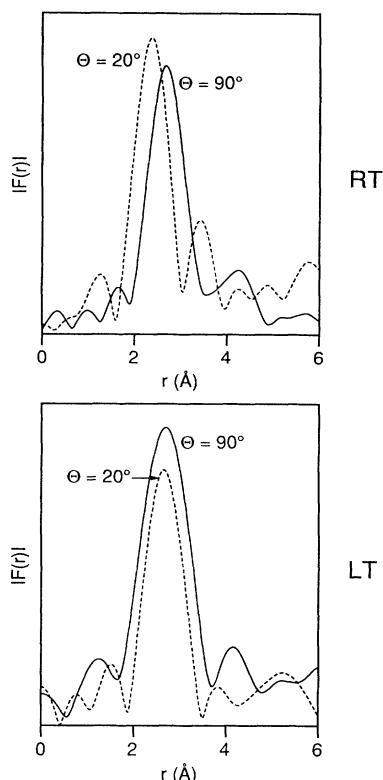 Θ = 20°
Θ = 90°
|F(r)|
RT
0 2 4 6
r (Å)
Θ = 90°
Θ = 20°
|F(r)|
LT
0 2 4 6
r (Å)